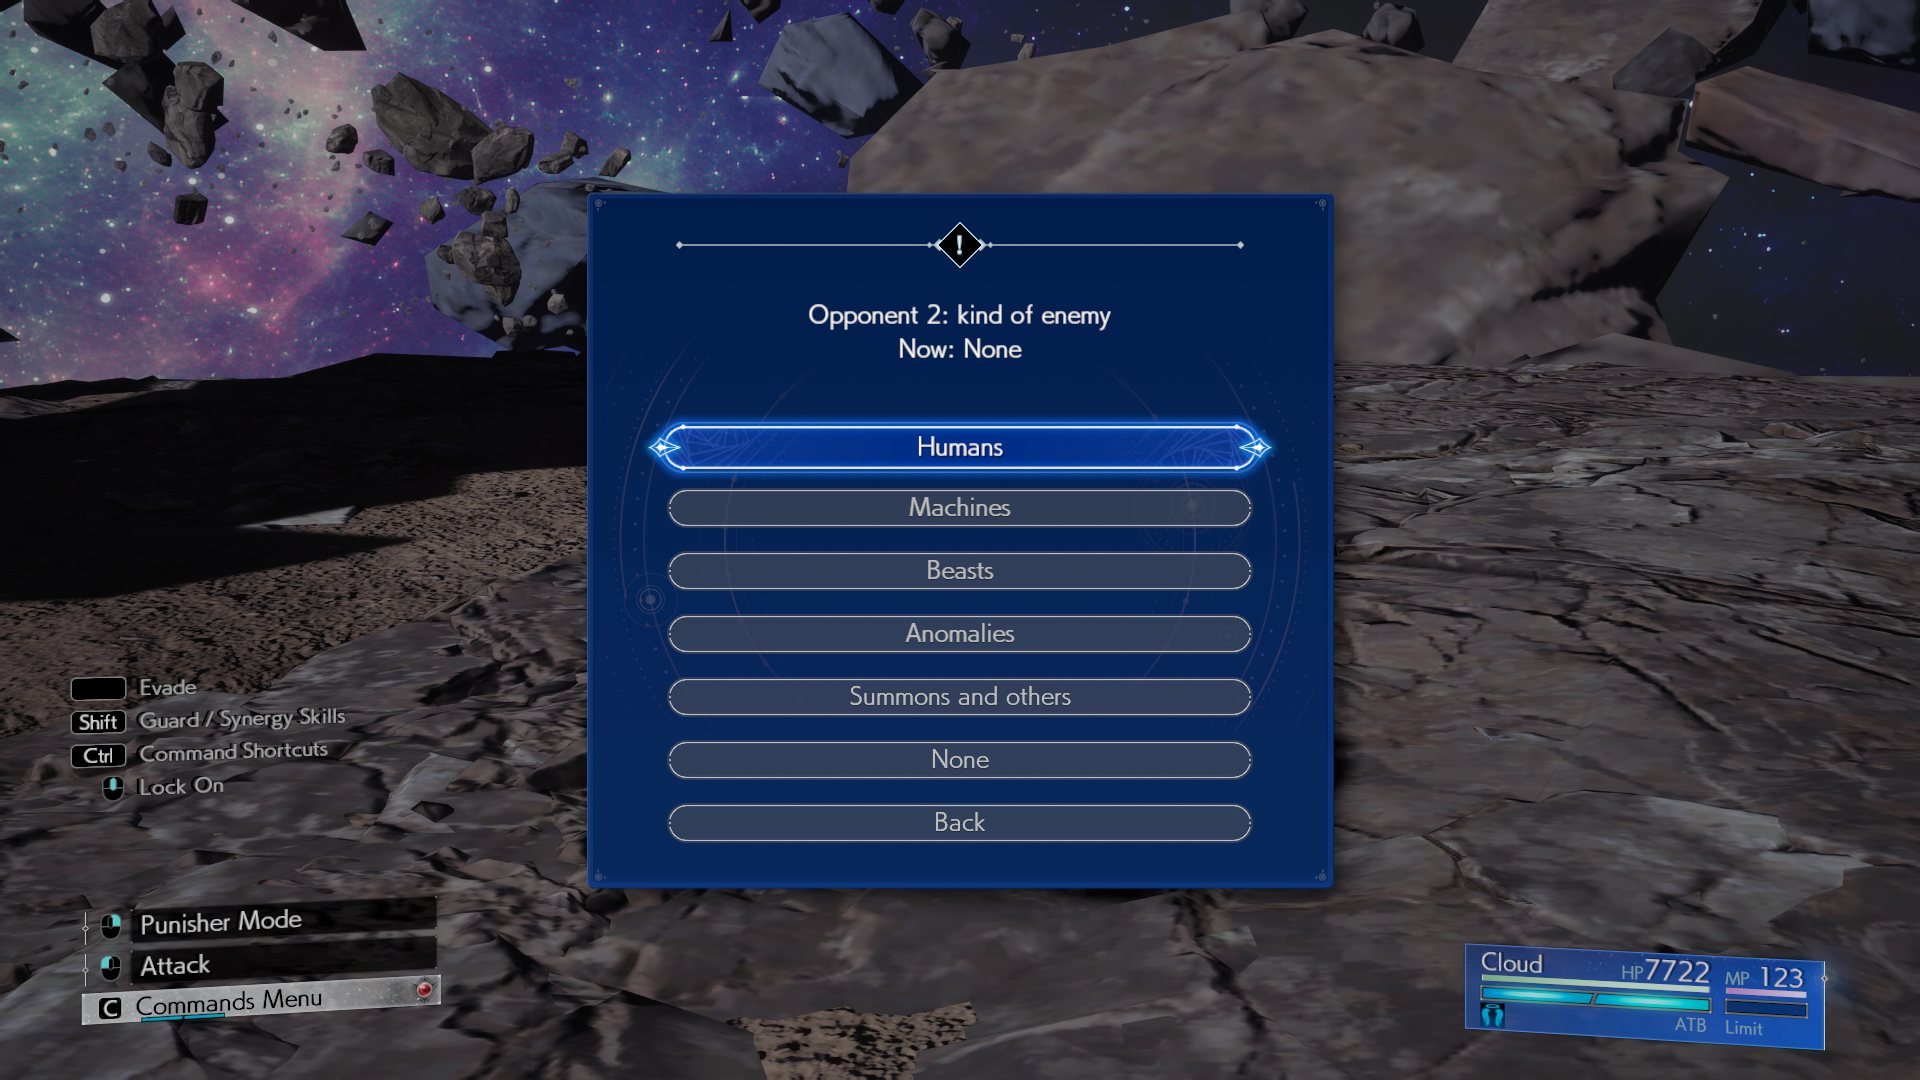 !
Opponent 2: kind of enemy
Now: None
Humans
Machines
Beasts
Anomalies
Summons and others
None
Back
Evade
Shift Guard / Synergy Skills
Ctrl Command Shortcuts
Lock On
Punisher Mode
Attack
C Commands Menu
Cloud HP 7722 MP 123
ATB Limit